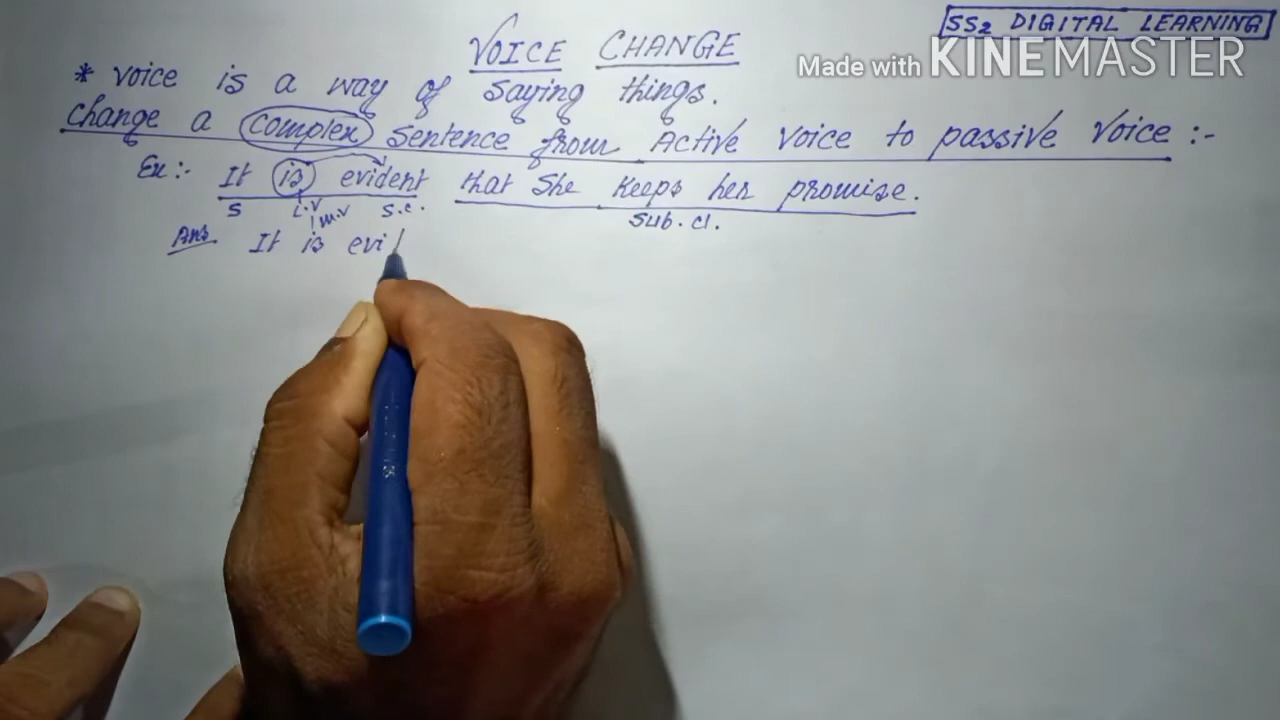 SS2 DIGITAL LEARNING
Made with KINEMASTER
VOICE CHANGE
* Voice is a way of saying things.
Change a complex sentence from Active voice to passive voice :-
Ex :- It is evident that she keeps her promise.
S L.V S.C. Sub. cl.
M.V
Ans It is evi